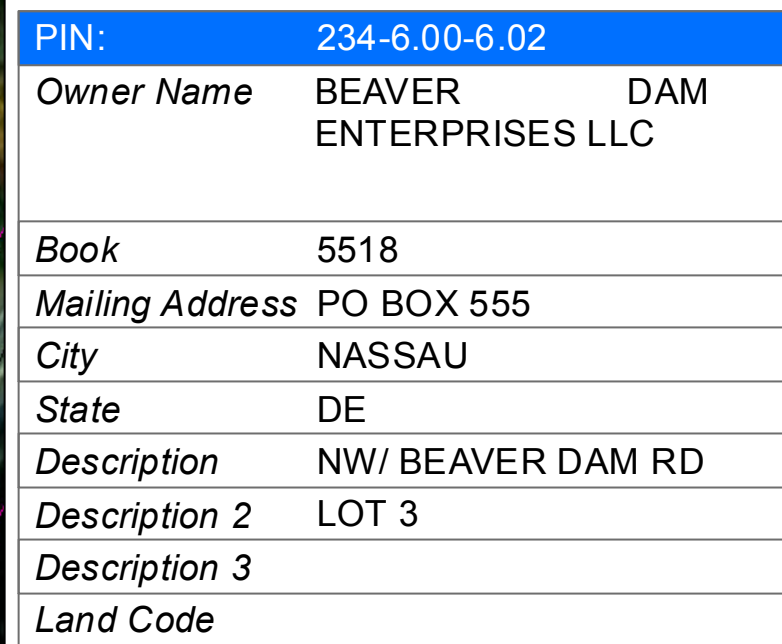 PIN: 234-6.00-6.02
Owner Name BEAVER DAM
ENTERPRISES LLC
Book 5518
Mailing Address PO BOX 555
City NASSAU
State DE
Description NW/ BEAVER DAM RD
Description 2 LOT 3
Description 3
Land Code